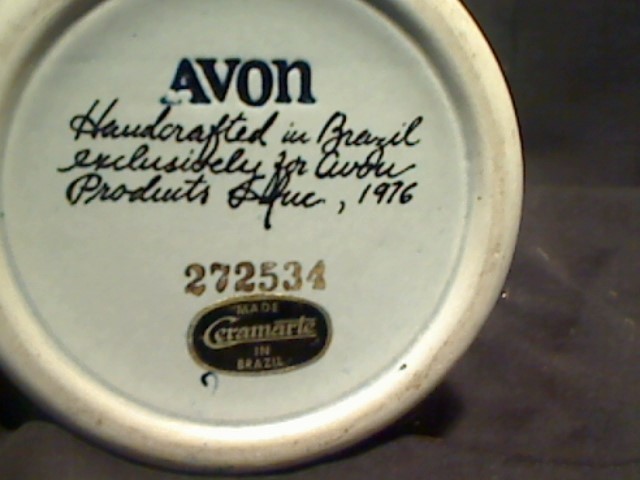 AVON
Handcrafted in Brazil
exclusively for Avon
Products Inc., 1976
272534
MADE
Ceramarte
IN
BRAZIL